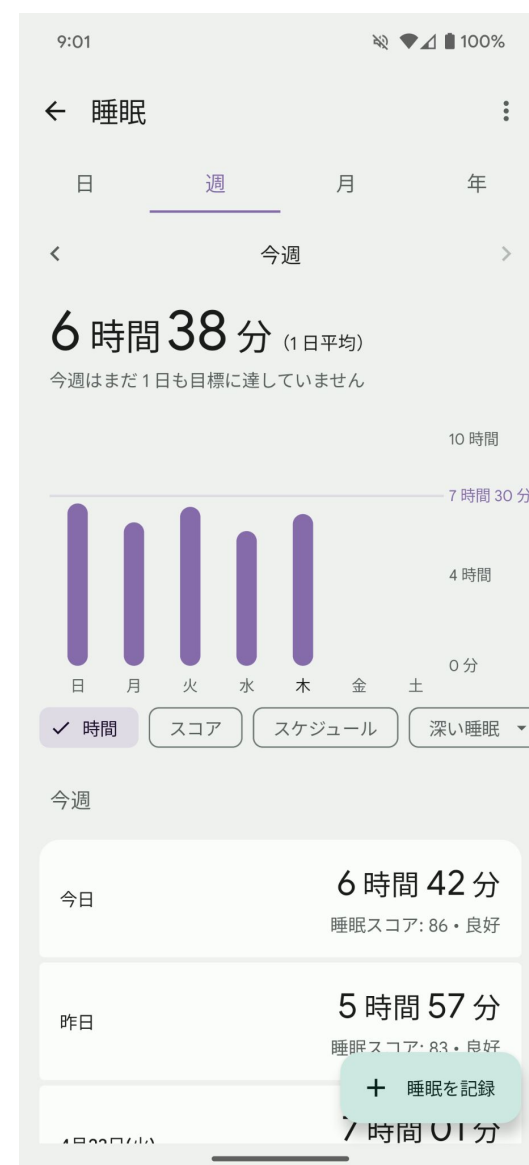 9:01 100%
睡眠
日 週 月 年
今週
6 時間 38 分 (1 日平均)
今週はまだ 1 日も目標に達していません
10 時間
7 時間 30 分
4 時間
0 分
日 月 火 水 木 金 土
時間 スコア スケジュール 深い睡眠
今週
今日
6 時間 42 分
睡眠スコア: 86 • 良好
昨日
5 時間 57 分
睡眠スコア: 83 • 良好
睡眠を記録
7 時間 01 分